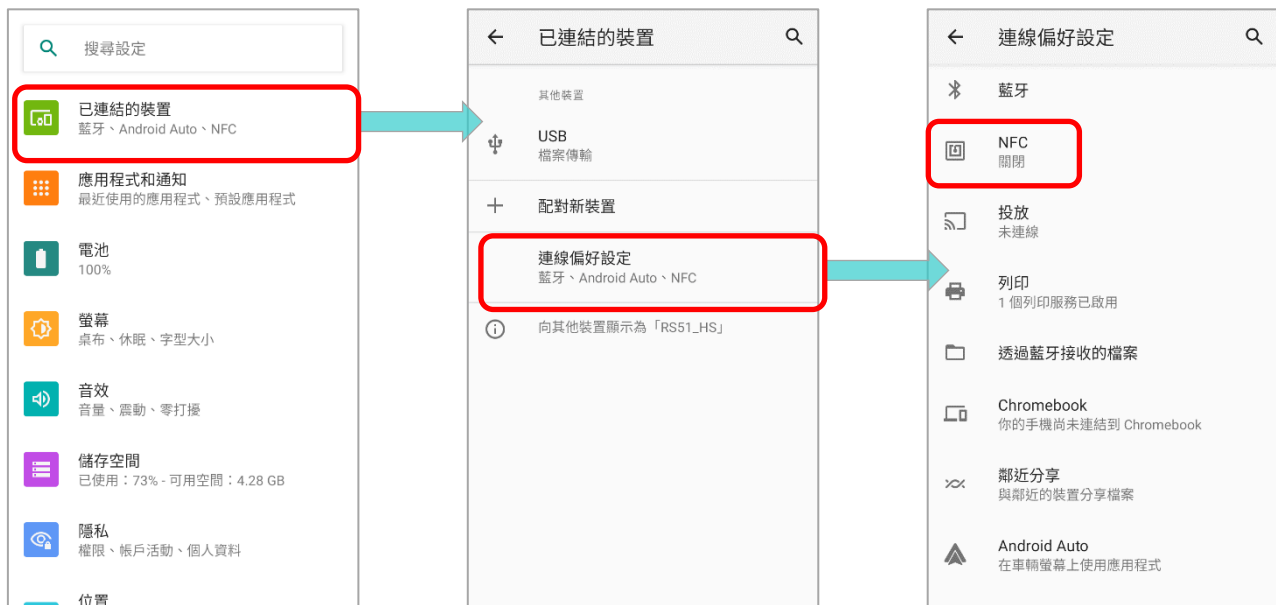 搜尋設定
已連結的裝置
藍牙、Android Auto、NFC
應用程式和通知
最近使用的應用程式、預設應用程式
電池
100%
螢幕
桌布、休眠、字型大小
音效
音量、震動、零打擾
儲存空間
已使用：73% - 可用空間：4.28 GB
隱私
權限、帳戶活動、個人資料
位置
已連結的裝置
其他裝置
USB
檔案傳輸
配對新裝置
連線偏好設定
藍牙、Android Auto、NFC
向其他裝置顯示為「RS51_HS」
連線偏好設定
藍牙
NFC
關閉
投放
未連線
列印
1 個列印服務已啟用
透過藍牙接收的檔案
Chromebook
你的手機尚未連結到 Chromebook
鄰近分享
與鄰近的裝置分享檔案
Android Auto
在車輛螢幕上使用應用程式